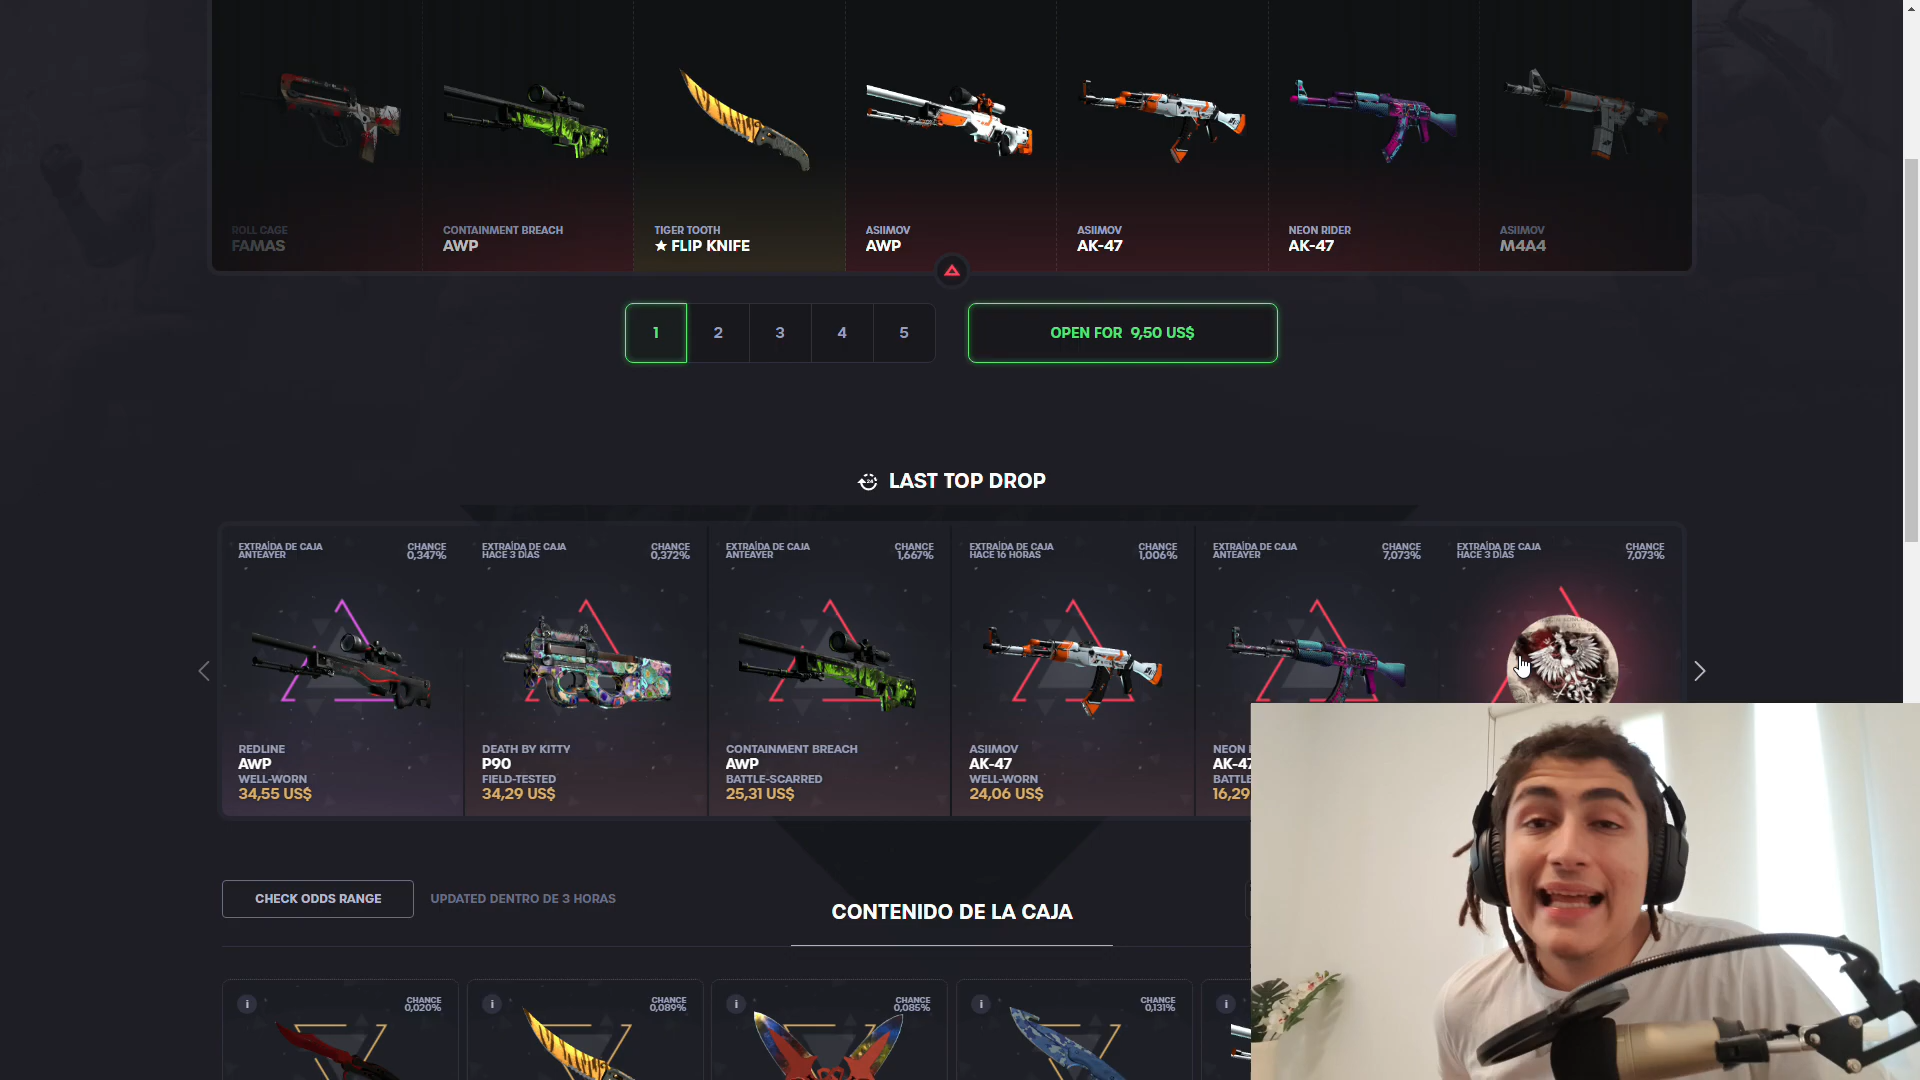 ROLL CAGE
FAMAS
CONTAINMENT BREACH
AWP
TIGER TOOTH
★ FLIP KNIFE
ASIIMOV
AWP
ASIIMOV
AK-47
NEON RIDER
AK-47
ASIIMOV
M4A4
1 2 3 4 5
OPEN FOR 9,50 US$
LAST TOP DROP
EXTRAÍDA DE CAJA
ANTEAYER
CHANCE
0,347%
REDLINE
AWP
WELL-WORN
34,55 US$
EXTRAÍDA DE CAJA
HACE 3 DÍAS
CHANCE
0,372%
DEATH BY KITTY
P90
FIELD-TESTED
34,29 US$
EXTRAÍDA DE CAJA
ANTEAYER
CHANCE
1,667%
CONTAINMENT BREACH
AWP
BATTLE-SCARRED
25,31 US$
EXTRAÍDA DE CAJA
HACE 16 HORAS
CHANCE
1,006%
ASIIMOV
AK-47
WELL-WORN
24,06 US$
EXTRAÍDA DE CAJA
ANTEAYER
CHANCE
7,073%
NEON
AK-47
BATTLE
16,29
EXTRAÍDA DE CAJA
HACE 3 DÍAS
CHANCE
7,073%
CHECK ODDS RANGE
UPDATED DENTRO DE 3 HORAS
CONTENIDO DE LA CAJA
CHANCE
0,020%
CHANCE
0,089%
CHANCE
0,085%
CHANCE
0,131%